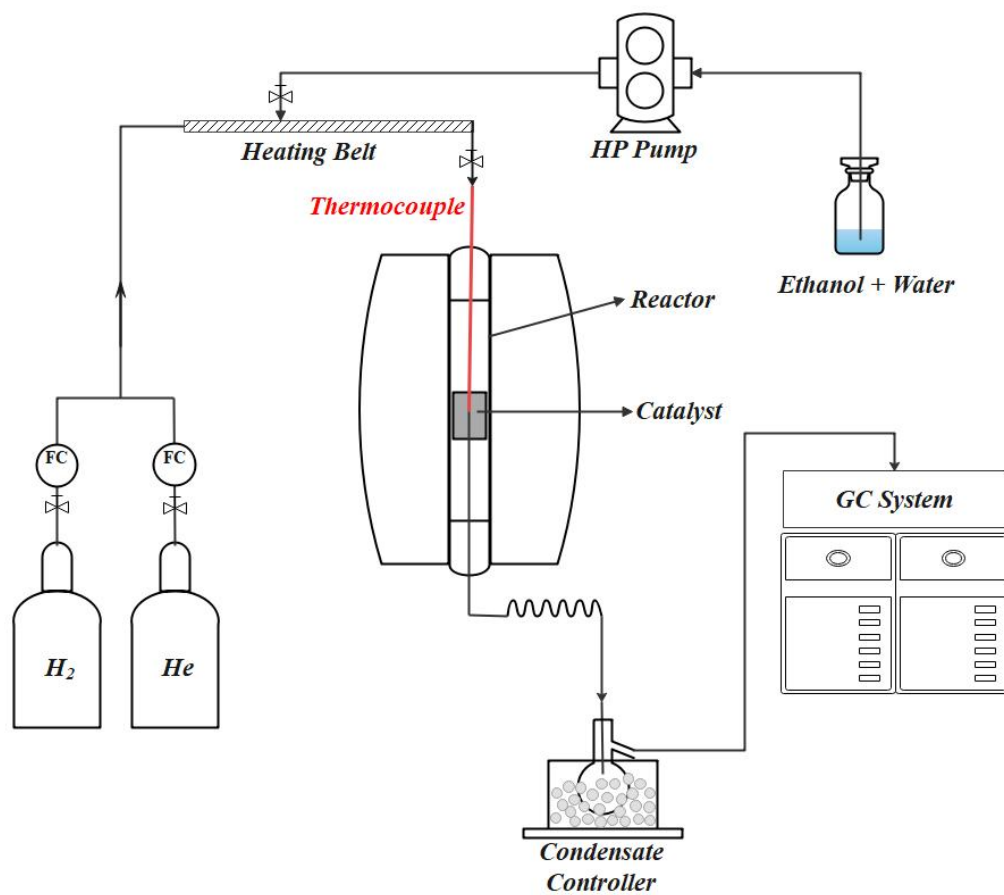 HP Pump
Heating Belt
Thermocouple
Ethanol + Water
Reactor
Catalyst
FC
FC
GC System
H₂
He
Condensate
Controller